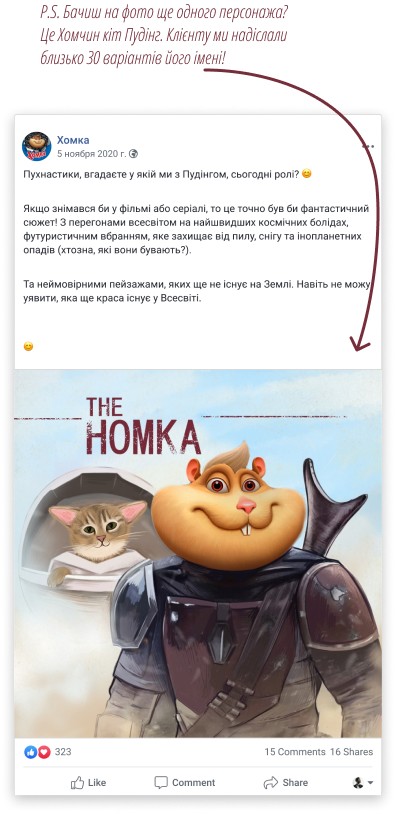 P.S. Бачиш на фото ще одного персонажа?
Це Хомчин кіт Пудінг. Клієнту ми надіслали
близько 30 варіантів його імені!
Хомка
5 ноября 2020 г.
Пухнастики, вгадаєте у якій ми з Пудінгом, сьогодні ролі? 😊
Якщо знімався би у фільмі або серіалі, то це точно був би фантастичний
сюжет! З перегонами всесвітом на найшвидших космічних болідах,
футуристичним вбранням, яке захищає від пилу, снігу та інопланетних
опадів (хтозна, які вони бувають?).
Та неймовірними пейзажами, яких ще не існує на Землі. Навіть не можу
уявити, яка ще краса існує у Всесвіті.
😊
THE
HOMKA
323 15 Comments 16 Shares
Like Comment Share